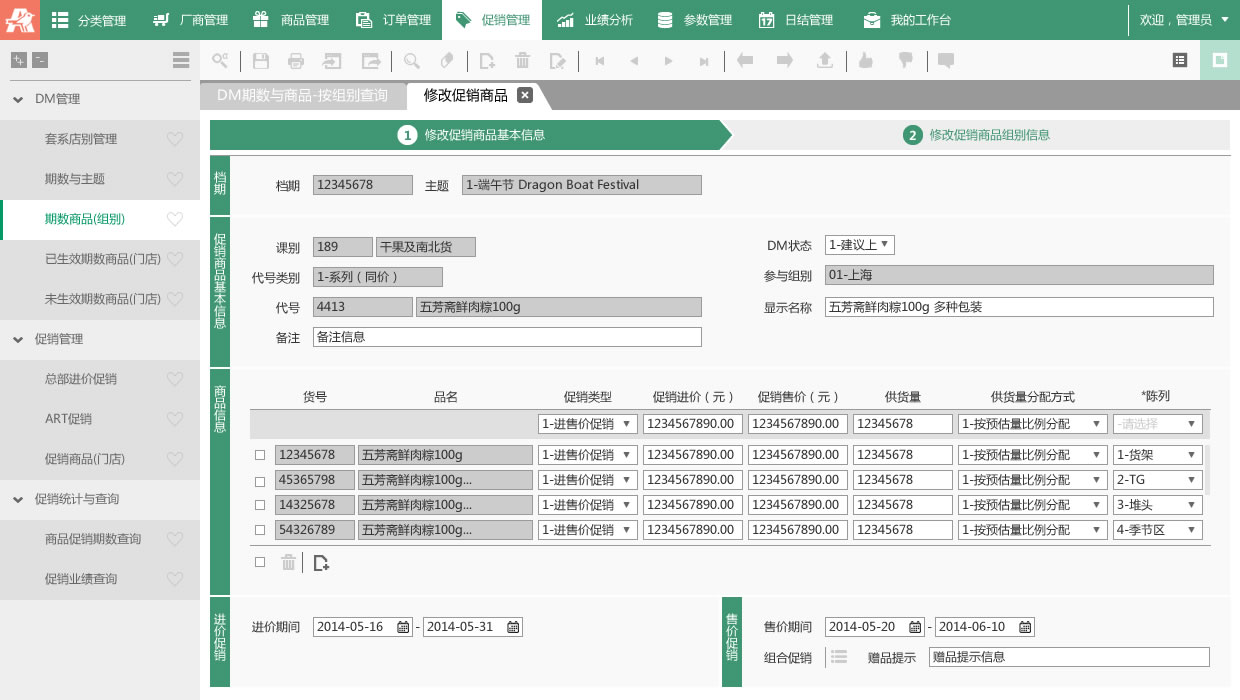 分类管理 厂商管理 商品管理 订单管理 促销管理 业绩分析 参数管理 日结管理 我的工作台 欢迎，管理员
DM管理
套系店别管理
期数与主题
期数商品(组别)
已生效期数商品(门店)
未生效期数商品(门店)
促销管理
总部进价促销
ART促销
促销商品(门店)
促销统计与查询
商品促销期数查询
促销业绩查询
DM期数与商品-按组别查询 修改促销商品
1 修改促销商品基本信息 2 修改促销商品组别信息
档期
档期 12345678 主题 1-端午节 Dragon Boat Festival
促销商品基本信息
课别 189 干果及南北货 DM状态 1-建议上
代号类别 1-系列（同价） 参与组别 01-上海
代号 4413 五芳斋鲜肉粽100g 显示名称 五芳斋鲜肉粽100g 多种包装
备注 备注信息
商品信息
货号 品名 促销类型 促销进价（元） 促销售价（元） 供货量 供货量分配方式 *陈列
1-进售价促销 1234567890.00 1234567890.00 12345678 1-按预估量比例分配 -请选择
12345678 五芳斋鲜肉粽100g 1-进售价促销 1234567890.00 1234567890.00 12345678 1-按预估量比例分配 1-货架
45365798 五芳斋鲜肉粽100g... 1-进售价促销 1234567890.00 1234567890.00 12345678 1-按预估量比例分配 2-TG
14325678 五芳斋鲜肉粽100g... 1-进售价促销 1234567890.00 1234567890.00 12345678 1-按预估量比例分配 3-堆头
54326789 五芳斋鲜肉粽100g... 1-进售价促销 1234567890.00 1234567890.00 12345678 1-按预估量比例分配 4-季节区
进价促销
进价期间 2014-05-16 - 2014-05-31
售价促销
售价期间 2014-05-20 - 2014-06-10
组合促销 赠品提示 赠品提示信息